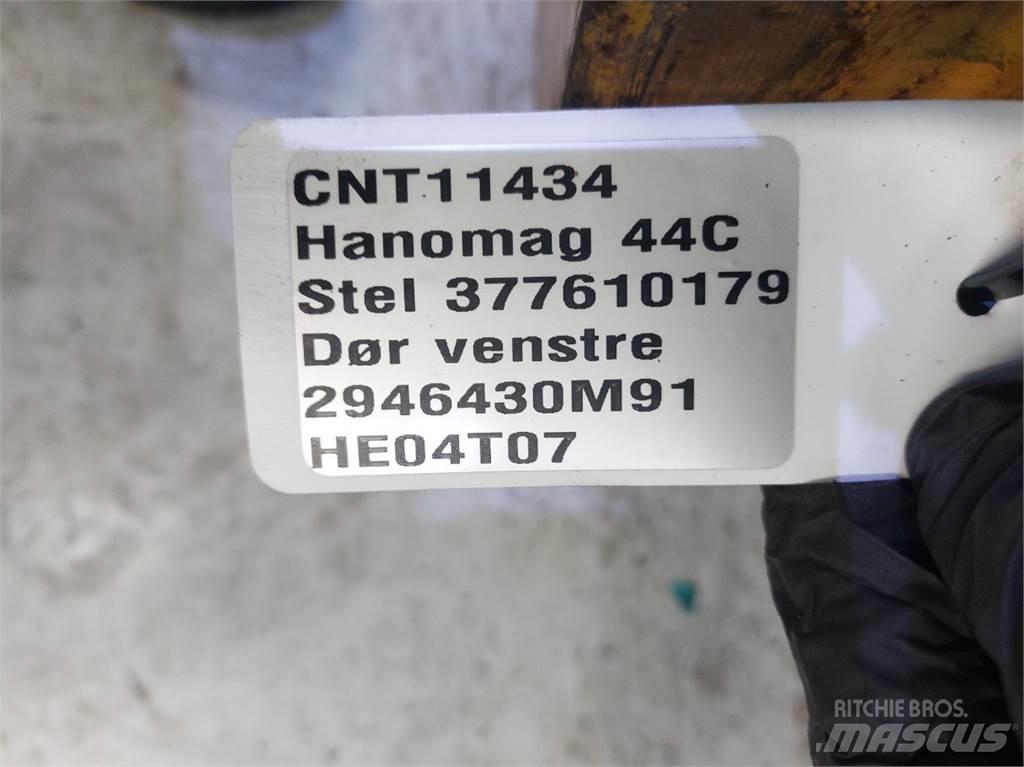 CNT11434
Hanomag 44C
Stel 377610179
Dør venstre
2946430M91
HE04T07
RITCHIE BROS.
MASCUS